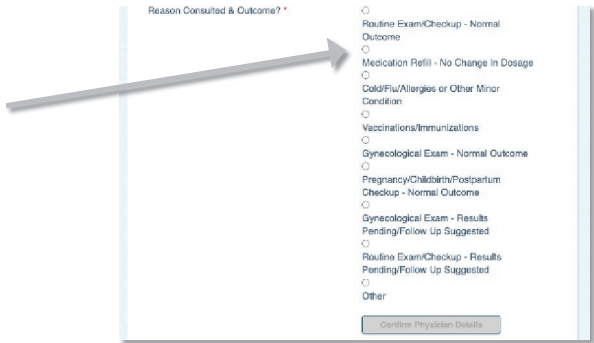 Reason Consulted & Outcome? *
Routine Exam/Checkup - Normal
Outcome
Medication Refill - No Change In Dosage
Cold/Flu/Allergies or Other Minor
Condition
Vaccinations/Immunizations
Gynecological Exam - Normal Outcome
Pregnancy/Childbirth/Postpartum
Checkup - Normal Outcome
Gynecological Exam - Results
Pending/Follow Up Suggested
Routine Exam/Checkup - Results
Pending/Follow Up Suggested
Other
Confirm Physician Details